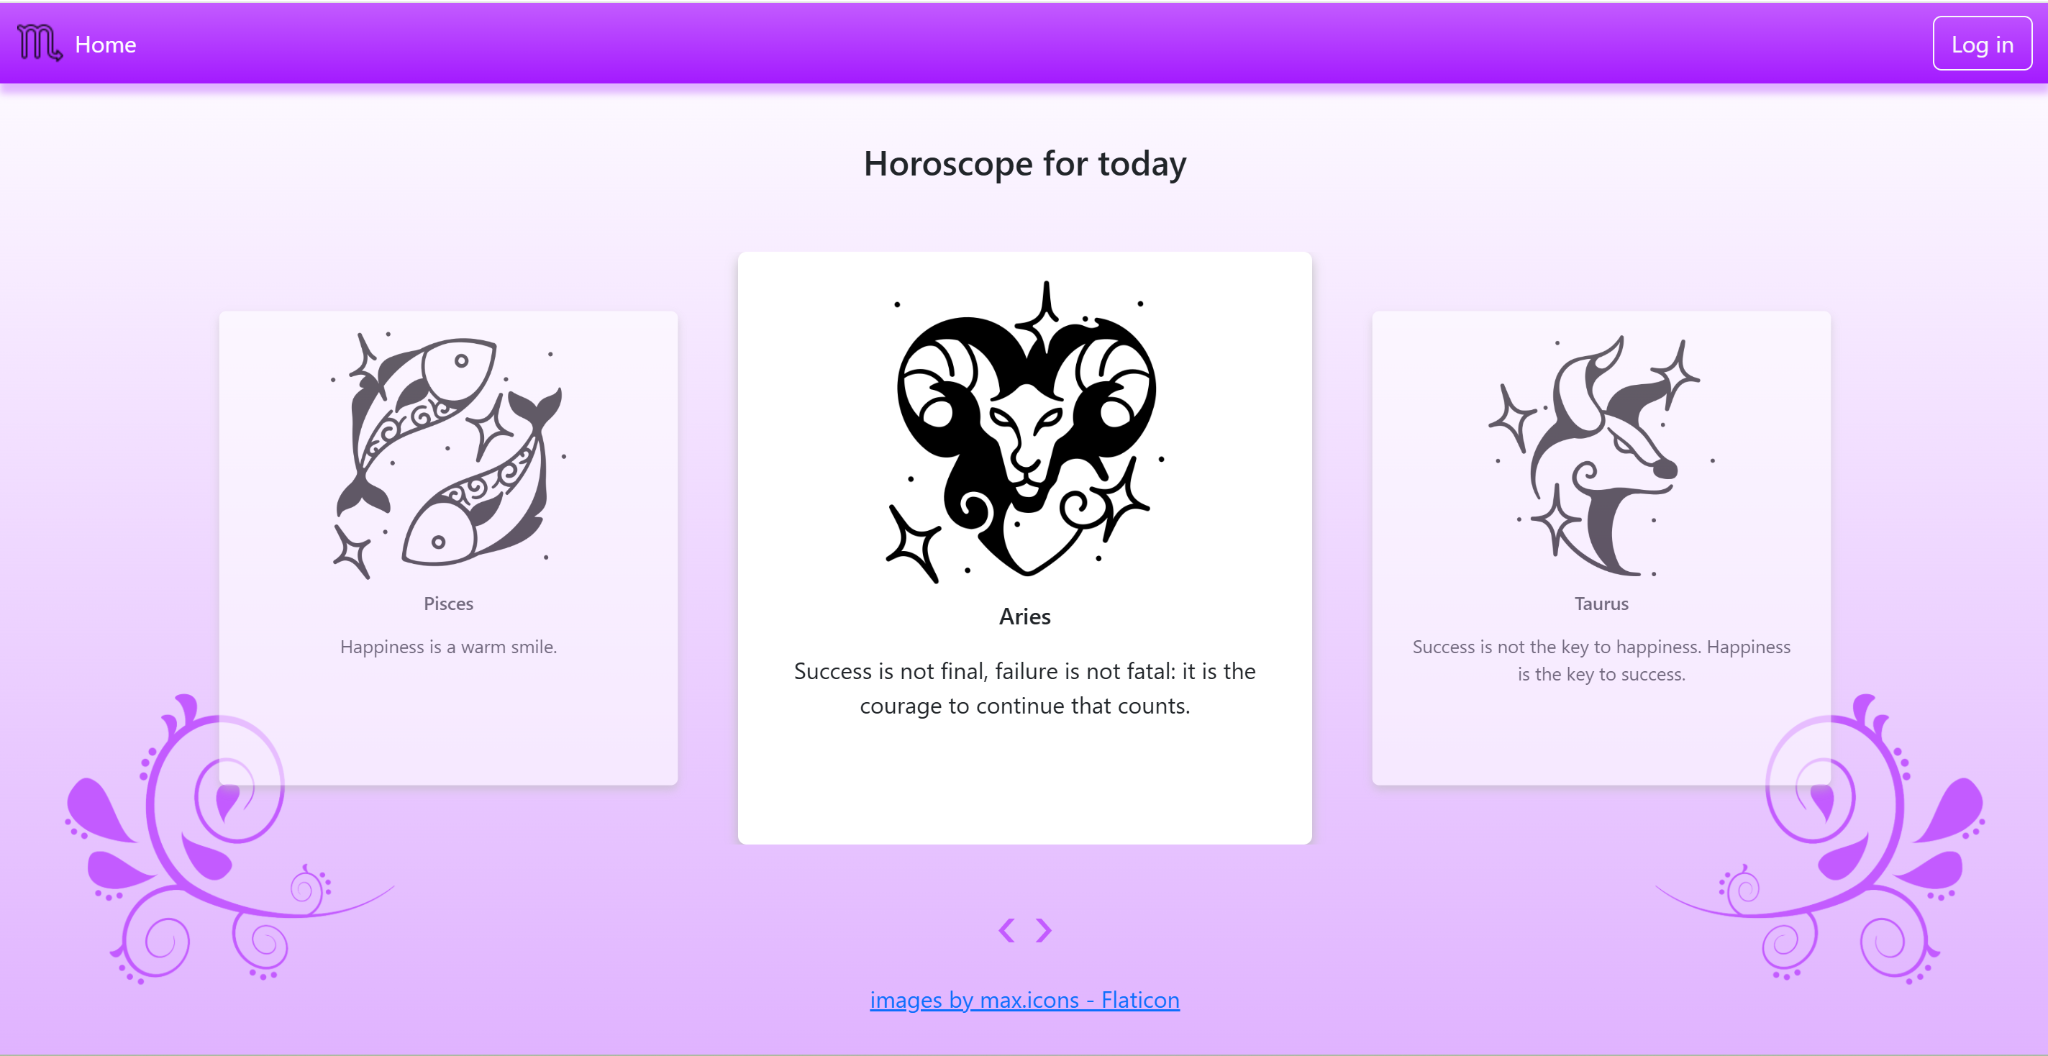 Home
Log in
Horoscope for today
Pisces
Happiness is a warm smile.
Aries
Success is not final, failure is not fatal: it is the
courage to continue that counts.
Taurus
Success is not the key to happiness. Happiness
is the key to success.
images by max.icons - Flaticon